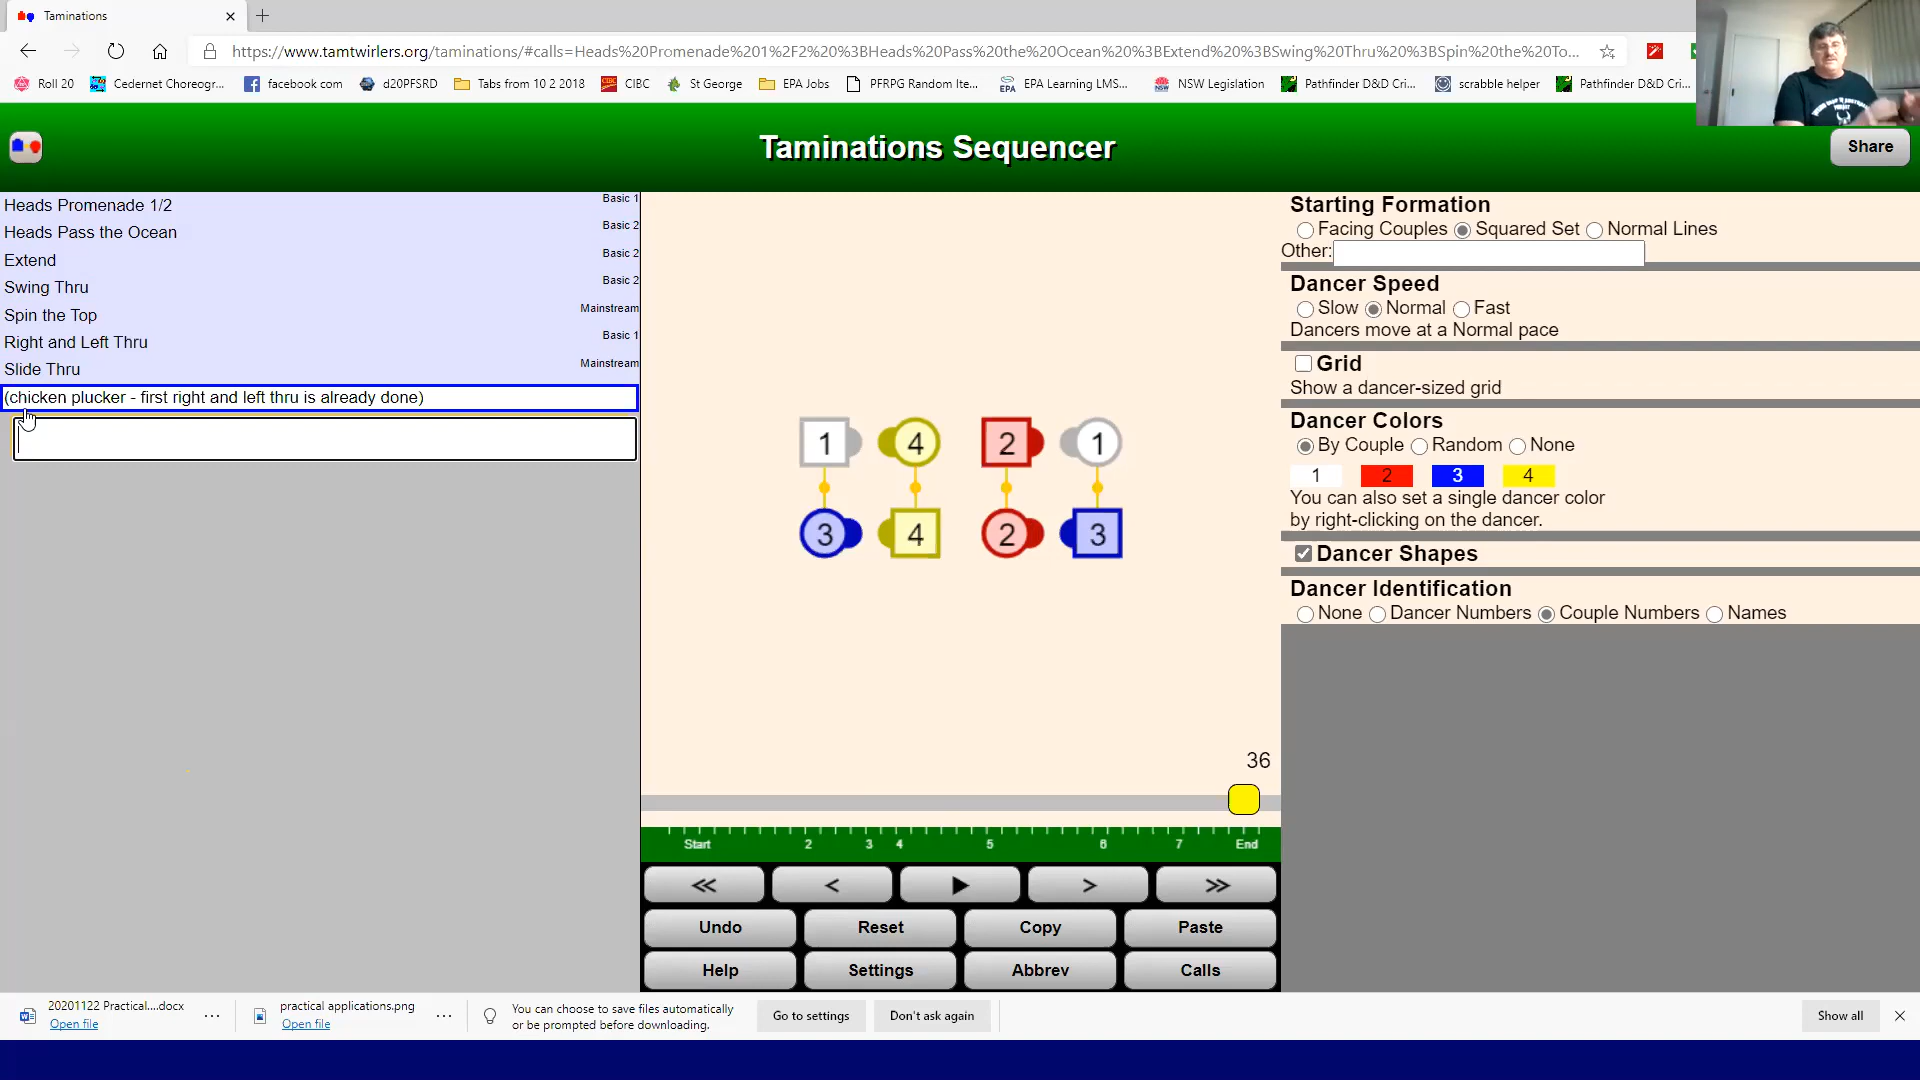 Taminations
https://www.tamtwirlers.org/taminations/#calls=Heads%20Promenade%201%2F2%20%3BHeads%20Pass%20the%20Ocean%20%3BExtend%20%3BSwing%20Thru%20%3BSpin%20the%20To...
Roll 20
Cedernet Choreogr...
facebook.com
d20PFSRD
Tabs from 10 2 2018
CIBC
St George
EPA Jobs
PFRPG Random Ite...
EPA Learning LMS...
NSW Legislation
Pathfinder D&D Cri...
scrabble helper
Pathfinder D&D Cri...
Taminations Sequencer
Share
Heads Promenade 1/2 Basic 1
Heads Pass the Ocean Basic 2
Extend Basic 2
Swing Thru Basic 2
Spin the Top Mainstream
Right and Left Thru Basic 1
Slide Thru Mainstream
(chicken plucker - first right and left thru is already done)
1 4 2 1
3 4 2 3
36
Start 2 3 4 5 6 7 End
<< < > >>
Undo Reset Copy Paste
Help Settings Abbrev Calls
Starting Formation
Facing Couples Squared Set Normal Lines
Other:
Dancer Speed
Slow Normal Fast
Dancers move at a Normal pace
Grid
Show a dancer-sized grid
Dancer Colors
By Couple Random None
1 2 3 4
You can also set a single dancer color
by right-clicking on the dancer.
Dancer Shapes
Dancer Identification
None Dancer Numbers Couple Numbers Names
20201122 Practical....docx
Open file
practical applications.png
Open file
You can choose to save files automatically
or be prompted before downloading.
Go to settings
Don't ask again
Show all